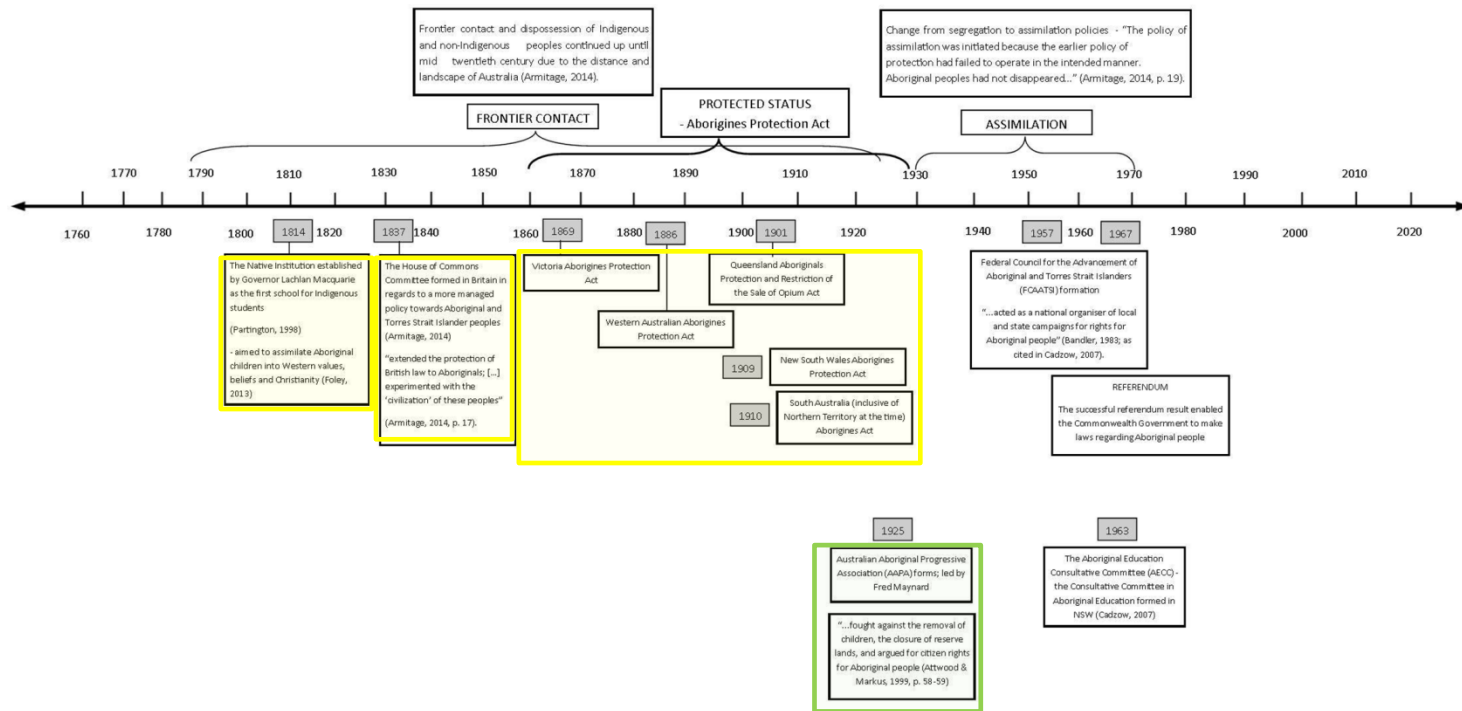 Frontier contact and dispossession of Indigenous
and non-Indigenous peoples continued up until
mid twentieth century due to the distance and
landscape of Australia (Armitage, 2014).
Change from segregation to assimilation policies - "The policy of
assimilation was initiated because the earlier policy of
protection had failed to operate in the intended manner.
Aboriginal peoples had not disappeared..." (Armitage, 2014, p. 19).
FRONTIER CONTACT
PROTECTED STATUS
- Aborigines Protection Act
ASSIMILATION
1770 1790 1810 1830 1850 1870 1890 1910 1930 1950 1970 1990 2010
1760 1780 1800 1814 1820 1837 1840 1860 1869 1880 1886 1900 1901 1920 1940 1957 1960 1967 1980 2000 2020
The Native Institution established
by Governor Lachlan Macquarie
as the first school for Indigenous
students
(Partington, 1998)
- aimed to assimilate Aboriginal
children into Western values,
beliefs and Christianity (Foley,
2013)
The House of Commons
Committee formed in Britain in
regards to a more managed
policy towards Aboriginal and
Torres Strait Islander peoples
(Armitage, 2014)
"extended the protection of
British law to Aboriginals; [...]
experimented with the
'civilization' of these peoples"
(Armitage, 2014, p. 17).
Victoria Aborigines Protection
Act
Western Australian Aborigines
Protection Act
Queensland Aboriginals
Protection and Restriction of
the Sale of Opium Act
1909
New South Wales Aborigines
Protection Act
1910
South Australia (inclusive of
Northern Territory at the time)
Aborigines Act
Federal Council for the Advancement of
Aboriginal and Torres Strait Islanders
(FCAATSI) formation
"...acted as a national organiser of local
and state campaigns for rights for
Aboriginal people" (Bandler, 1983; as
cited in Cadzow, 2007).
REFERENDUM
The successful referendum result enabled
the Commonwealth Government to make
laws regarding Aboriginal people
1925
Australian Aboriginal Progressive
Association (AAPA) forms; led by
Fred Maynard
"...fought against the removal of
children, the closure of reserve
lands, and argued for citizen rights
for Aboriginal people (Attwood &
Markus, 1999, p. 58-59)
1963
The Aboriginal Education
Consultative Committee (AECC) -
the Consultative Committee in
Aboriginal Education formed in
NSW (Cadzow, 2007)